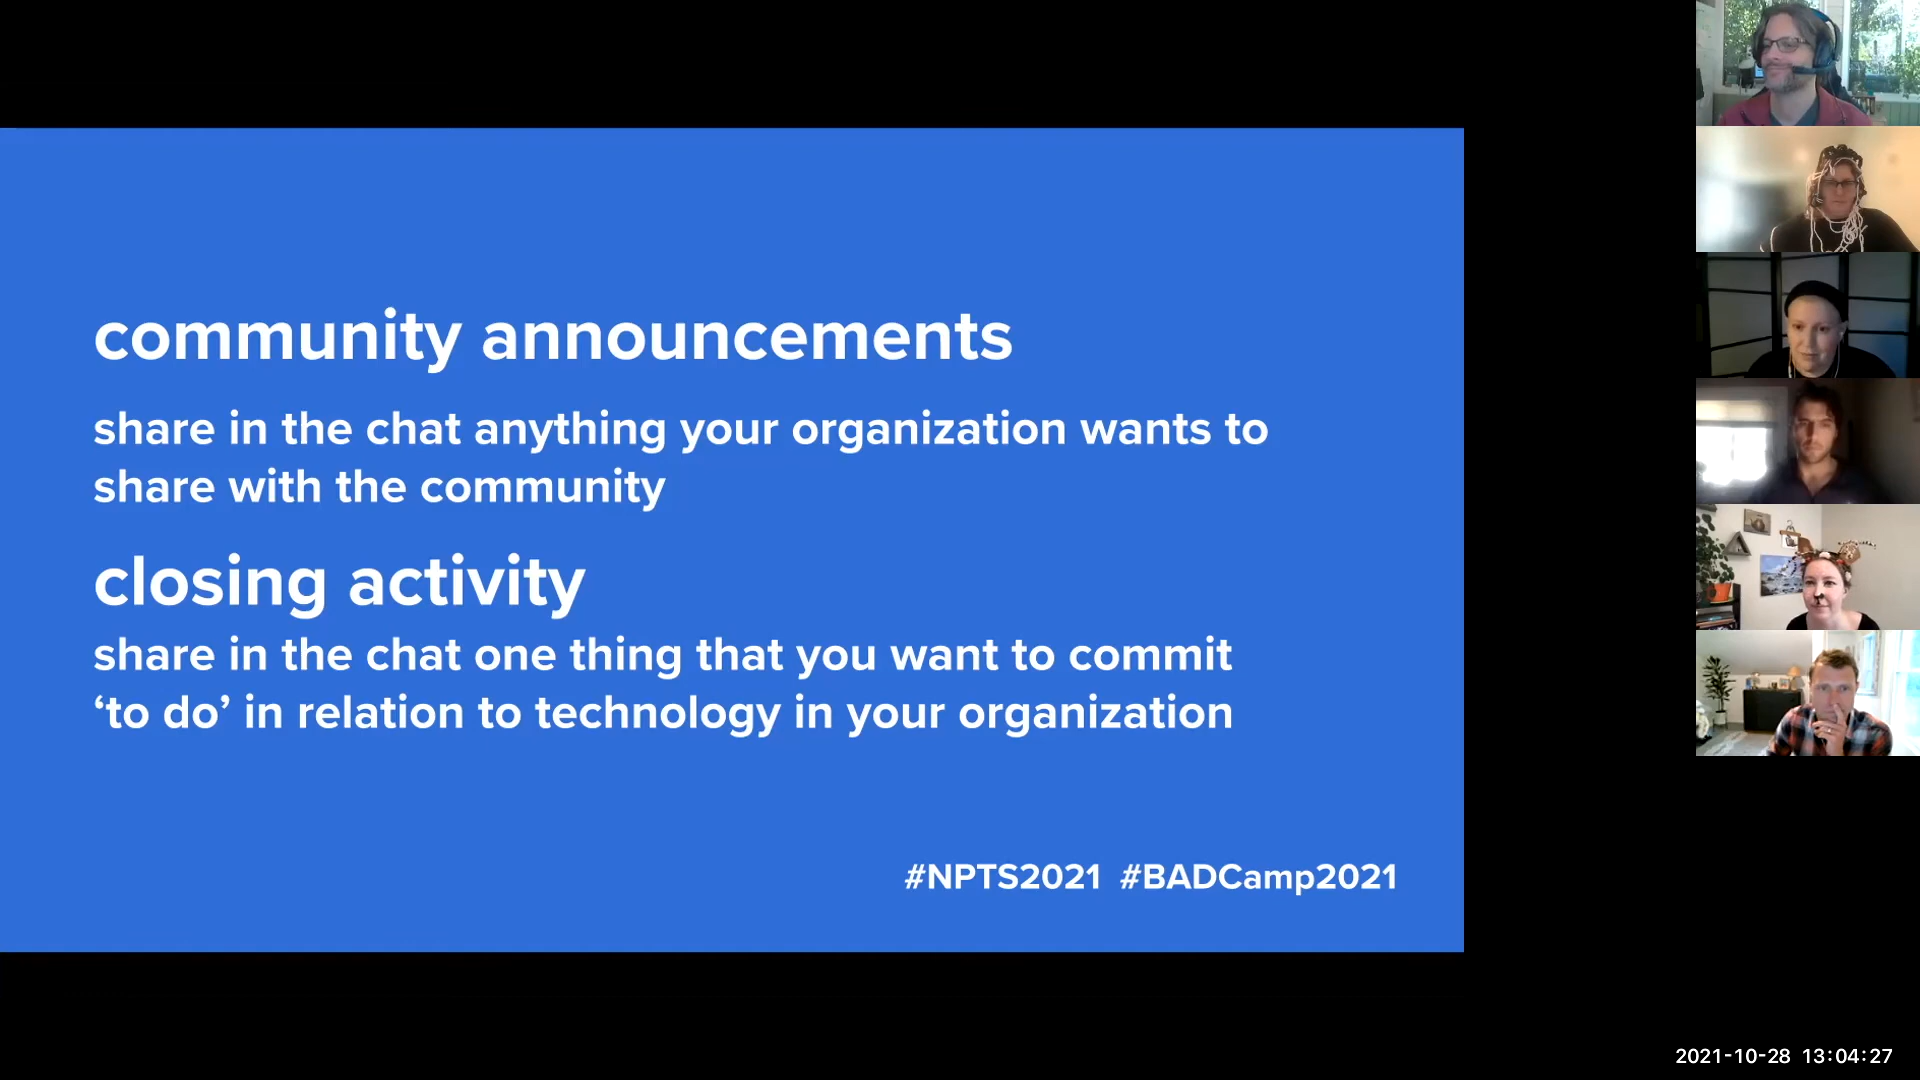 community announcements
share in the chat anything your organization wants to
share with the community
closing activity
share in the chat one thing that you want to commit
‘to do’ in relation to technology in your organization
#NPTS2021 #BADCamp2021
2021-10-28 13:04:27